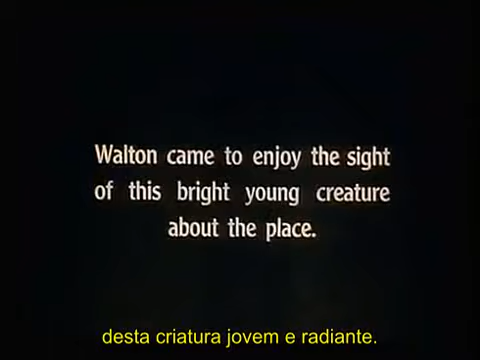 Walton came to enjoy the sight
of this bright young creature
about the place.
desta criatura jovem e radiante.